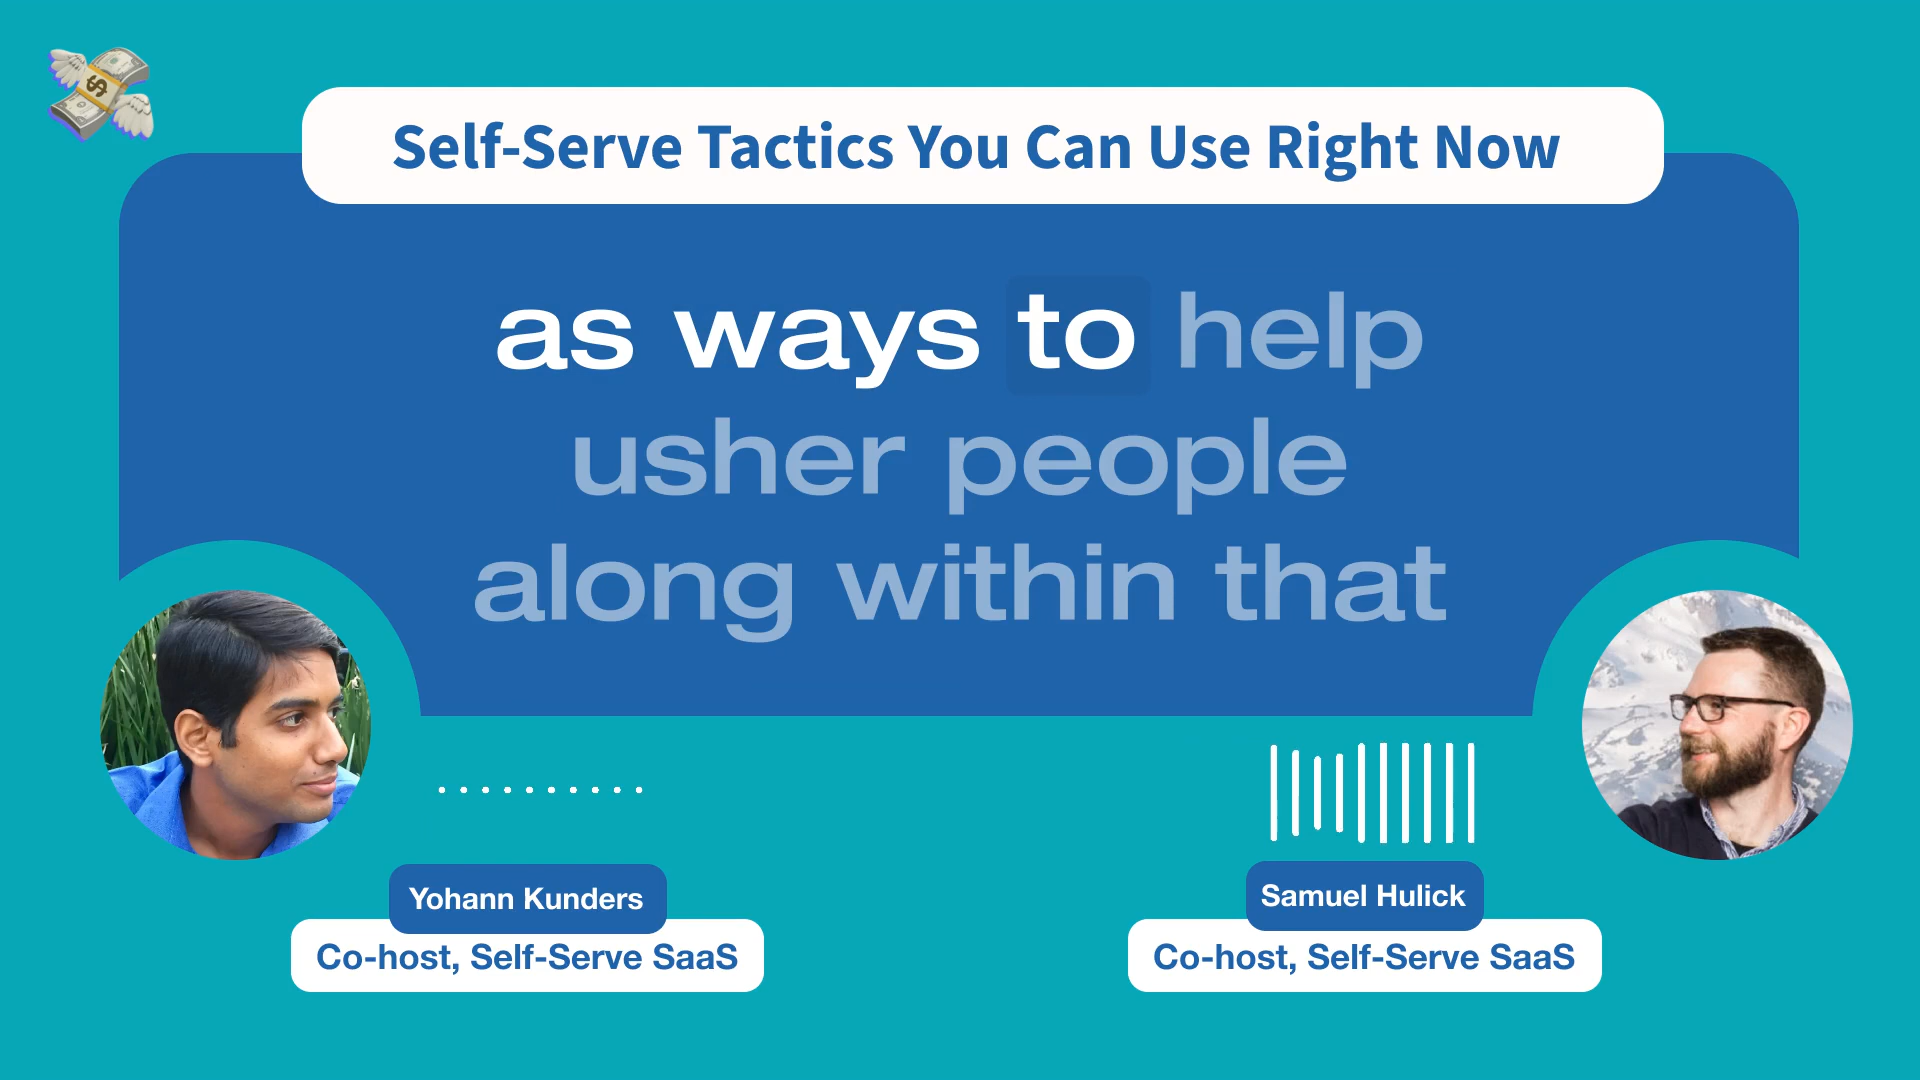 Self-Serve Tactics You Can Use Right Now
as ways to help
usher people
along within that
Yohann Kunders
Co-host, Self-Serve SaaS
Samuel Hulick
Co-host, Self-Serve SaaS